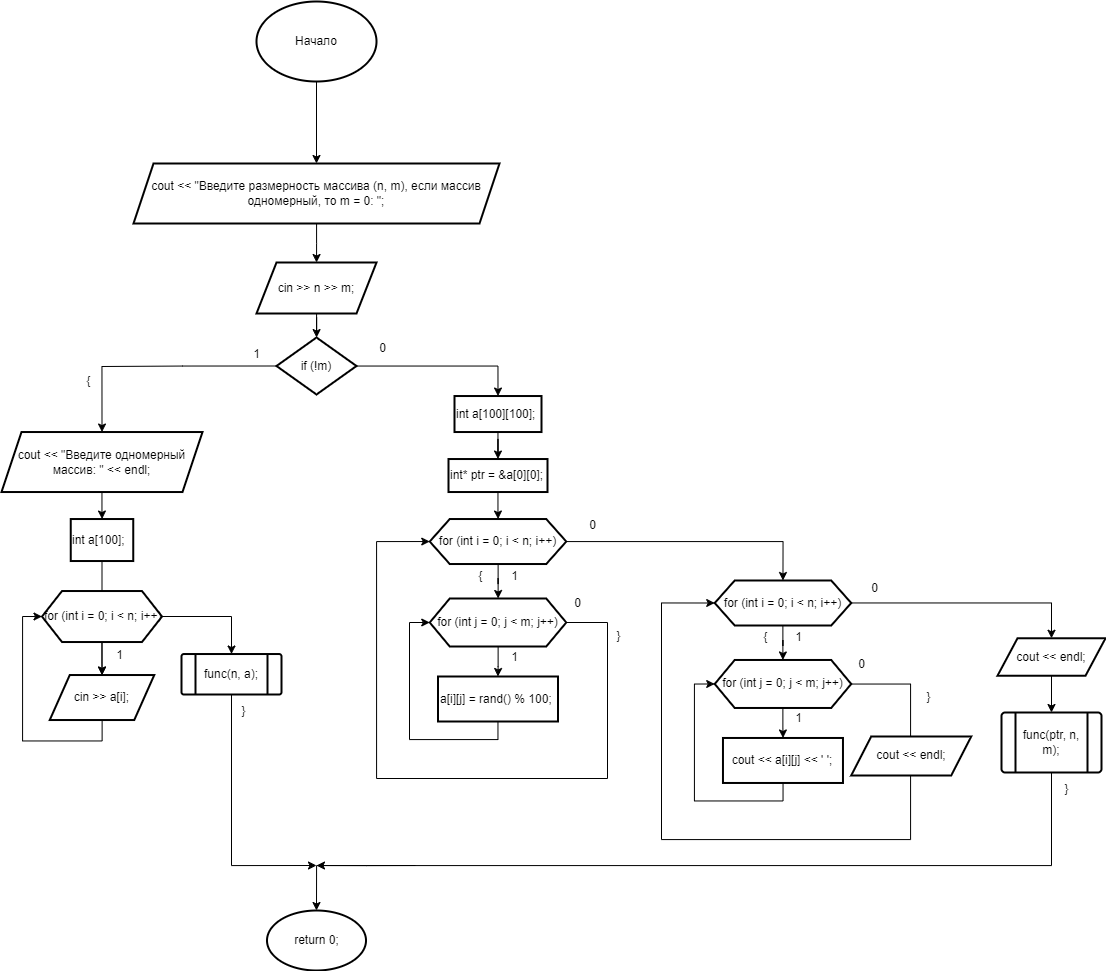 Начало
cout << "Введите размерность массива (n, m), если массив
одномерный, то m = 0: ";
cin >> n >> m;
if (!m)
1
0
{
cout << "Введите одномерный
массив: " << endl;
int a[100];
for (int i = 0; i < n; i++
1
cin >> a[i];
func(n, a);
}
int a[100][100];
int* ptr = &a[0][0];
for (int i = 0; i < n; i++)
0
{
1
for (int j = 0; j < m; j++)
0
}
1
a[i][j] = rand() % 100;
for (int i = 0; i < n; i++)
0
{
1
for (int j = 0; j < m; j++)
0
}
1
cout << a[i][j] << ' ';
cout << endl;
cout << endl;
func(ptr, n,
m);
}
return 0;